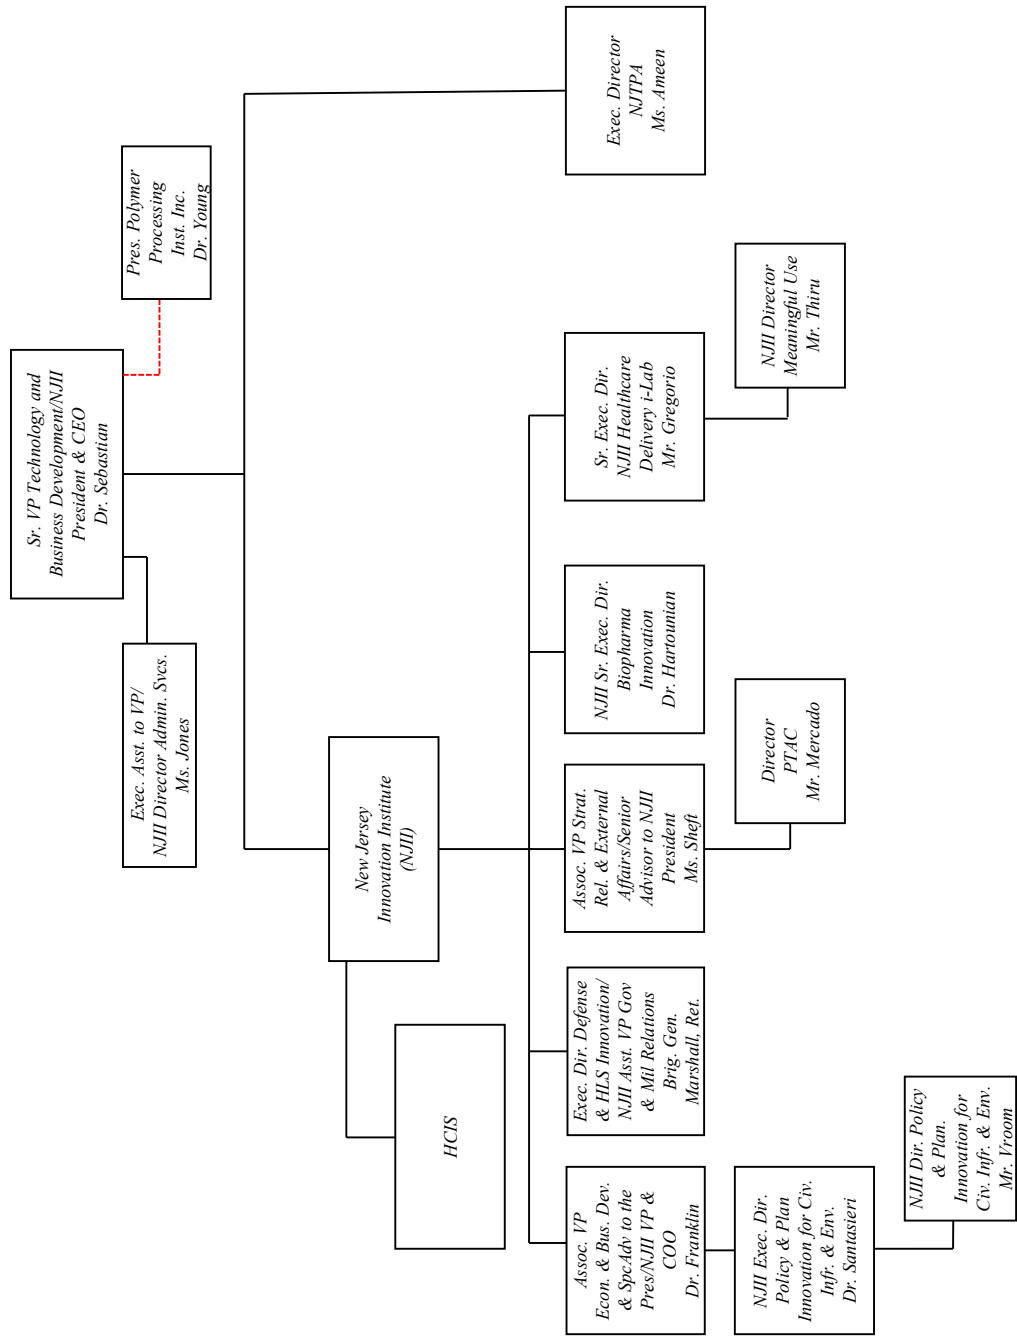 Sr. VP Technology and
Business Development/NJII
President & CEO
Dr. Sebastian
Exec. Asst. to VP/
NJII Director Admin. Svcs.
Ms. Jones
Pres. Polymer
Processing
Inst. Inc.
Dr. Young
New Jersey
Innovation Institute
(NJII)
HCIS
Assoc. VP
Econ. & Bus. Dev.
& SpcAdv to the
Pres/NJII VP &
COO
Dr. Franklin
Exec. Dir. Defense
& HLS Innovation/
NJII Asst. VP Gov
& Mil Relations
Brig. Gen.
Marshall, Ret.
Assoc. VP Strat.
Rel. & External
Affairs/Senior
Advisor to NJII
President
Ms. Sheft
NJII Sr. Exec. Dir.
Biopharma
Innovation
Dr. Hartounian
Sr. Exec. Dir.
NJII Healthcare
Delivery i-Lab
Mr. Gregorio
Exec. Director
NJTPA
Ms. Ameen
NJII Exec. Dir.
Policy & Plan
Innovation for Civ.
Infr. & Env.
Dr. Santasieri
Director
PTAC
Mr. Mercado
NJII Director
Meaningful Use
Mr. Thiru
NJII Dir. Policy
& Plan.
Innovation for
Civ. Infr. & Env.
Mr. Vroom